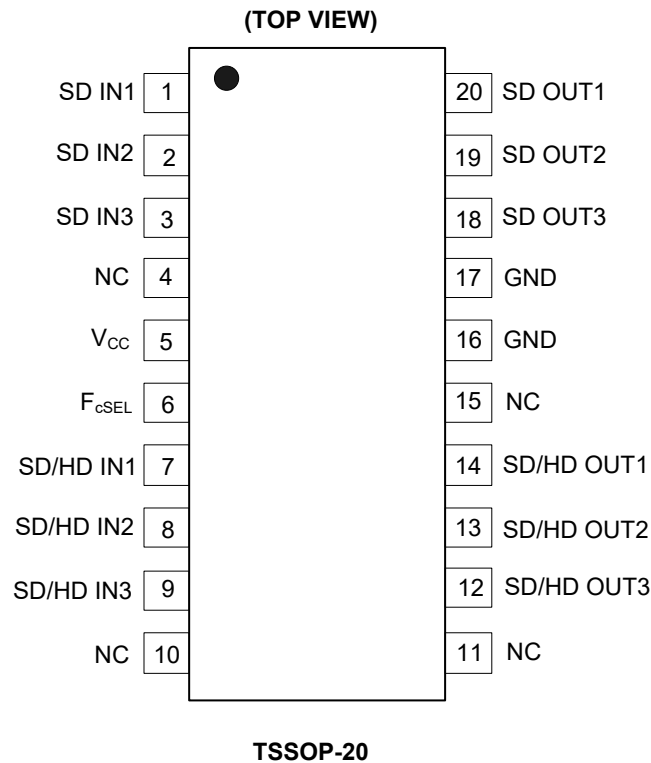 (TOP VIEW)
SD IN1 1 20 SD OUT1
SD IN2 2 19 SD OUT2
SD IN3 3 18 SD OUT3
NC 4 17 GND
VCC 5 16 GND
FcSEL 6 15 NC
SD/HD IN1 7 14 SD/HD OUT1
SD/HD IN2 8 13 SD/HD OUT2
SD/HD IN3 9 12 SD/HD OUT3
NC 10 11 NC
TSSOP-20